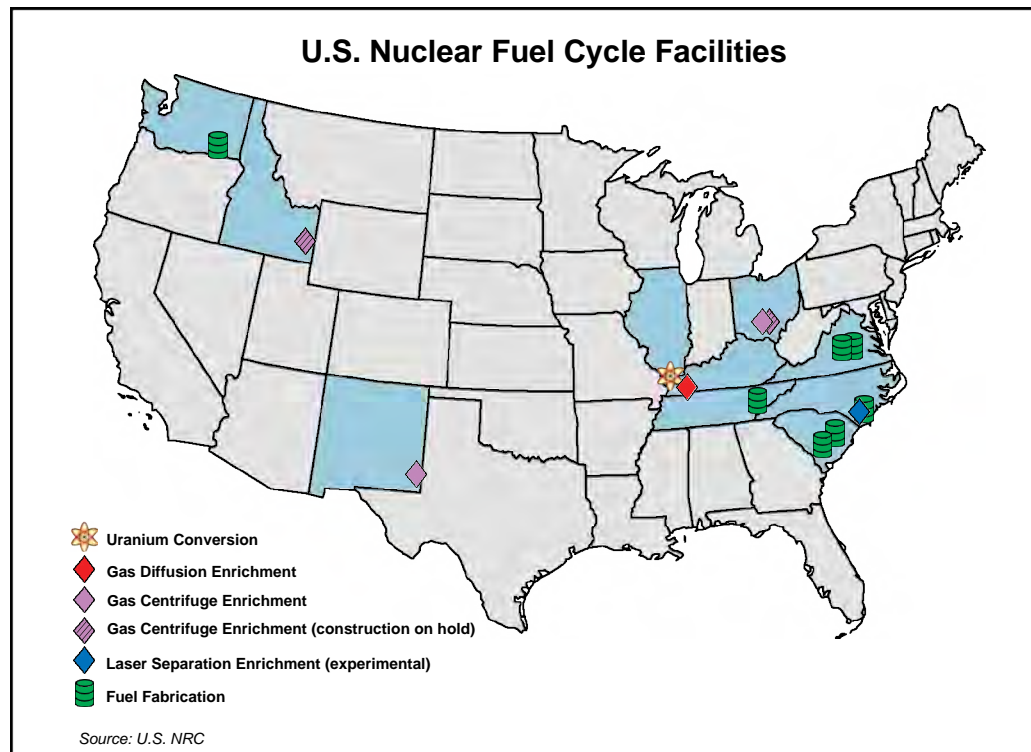 U.S. Nuclear Fuel Cycle Facilities
Uranium Conversion
Gas Diffusion Enrichment
Gas Centrifuge Enrichment
Gas Centrifuge Enrichment (construction on hold)
Laser Separation Enrichment (experimental)
Fuel Fabrication
Source: U.S. NRC